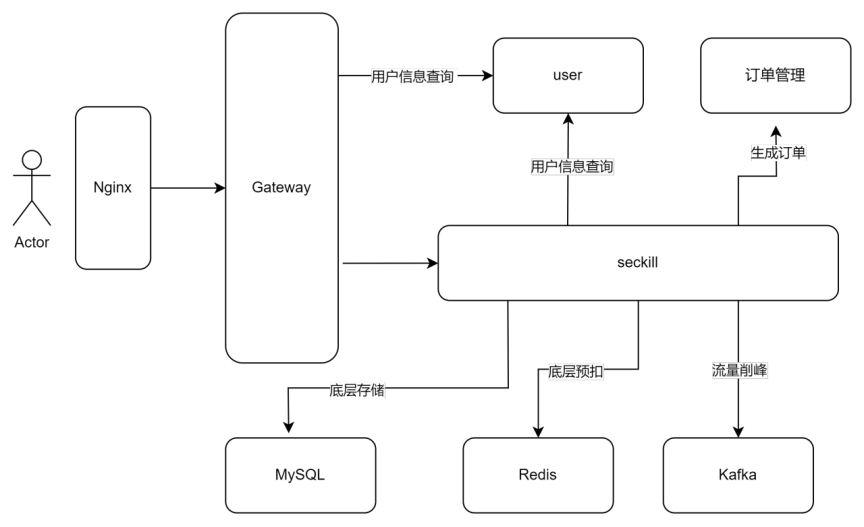 user
订单管理
用户信息查询
生成订单
用户信息查询
Nginx
Gateway
Actor
seckill
底层存储
底层预扣
流量削峰
MySQL
Redis
Kafka